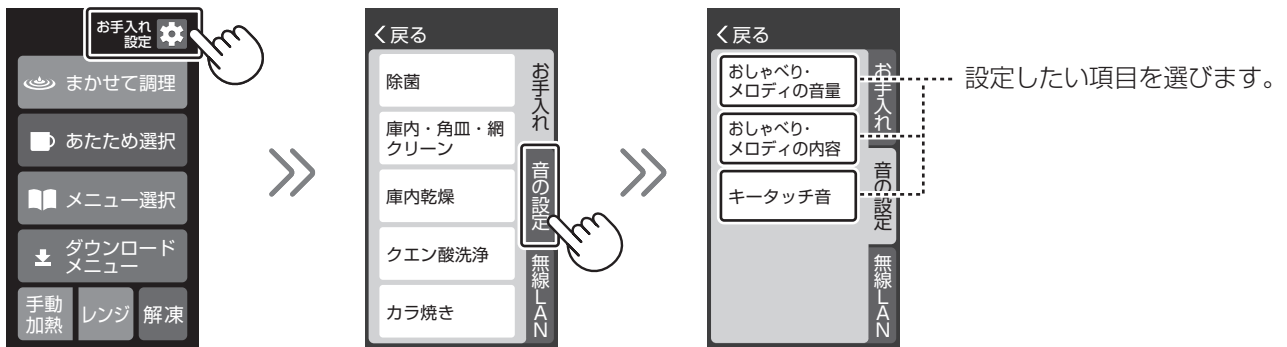 お手入れ
設定
まかせて調理
あたため選択
メニュー選択
ダウンロード
メニュー
手動
加熱
レンジ
解凍
戻る
除菌
庫内・角皿・網
クリーン
庫内乾燥
クエン酸洗浄
カラ焼き
お手入れ
音の設定
無線LAN
戻る
おしゃべり・
メロディの音量
おしゃべり・
メロディの内容
キータッチ音
お手入れ
音の設定
無線LAN
設定したい項目を選びます。